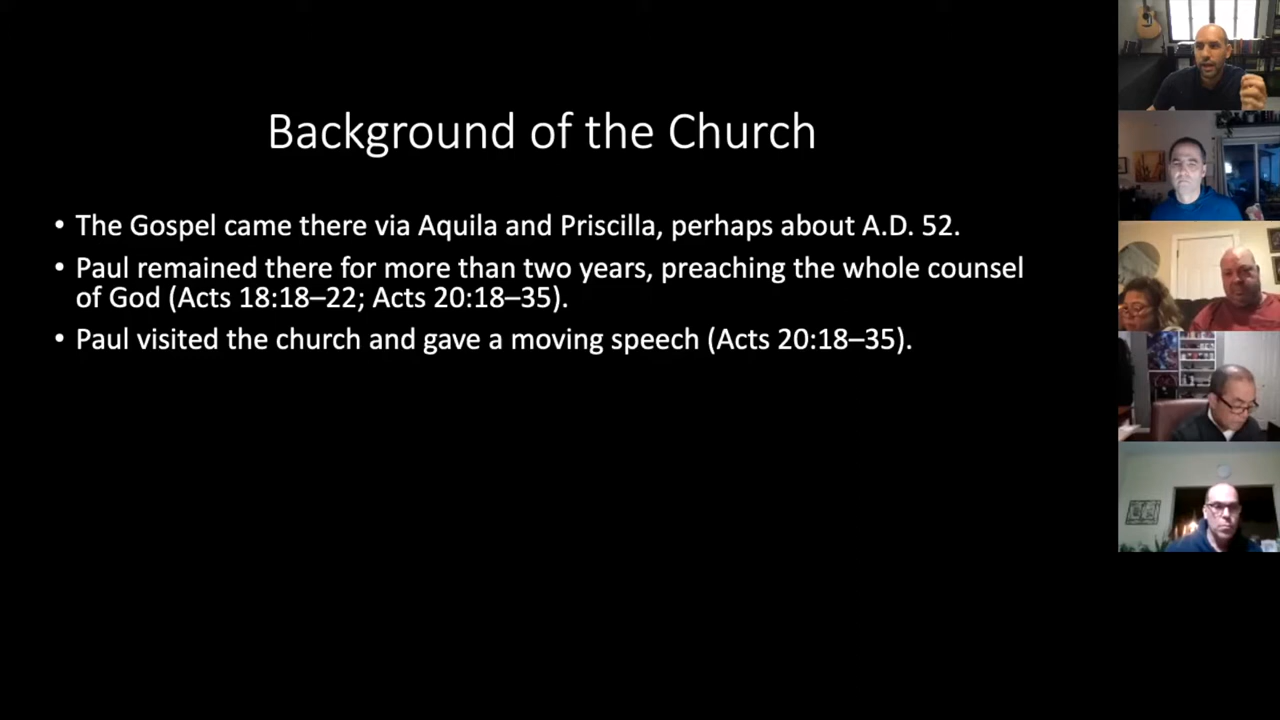 Background of the Church
• The Gospel came there via Aquila and Priscilla, perhaps about A.D. 52.
• Paul remained there for more than two years, preaching the whole counsel
of God (Acts 18:18–22; Acts 20:18–35).
• Paul visited the church and gave a moving speech (Acts 20:18–35).